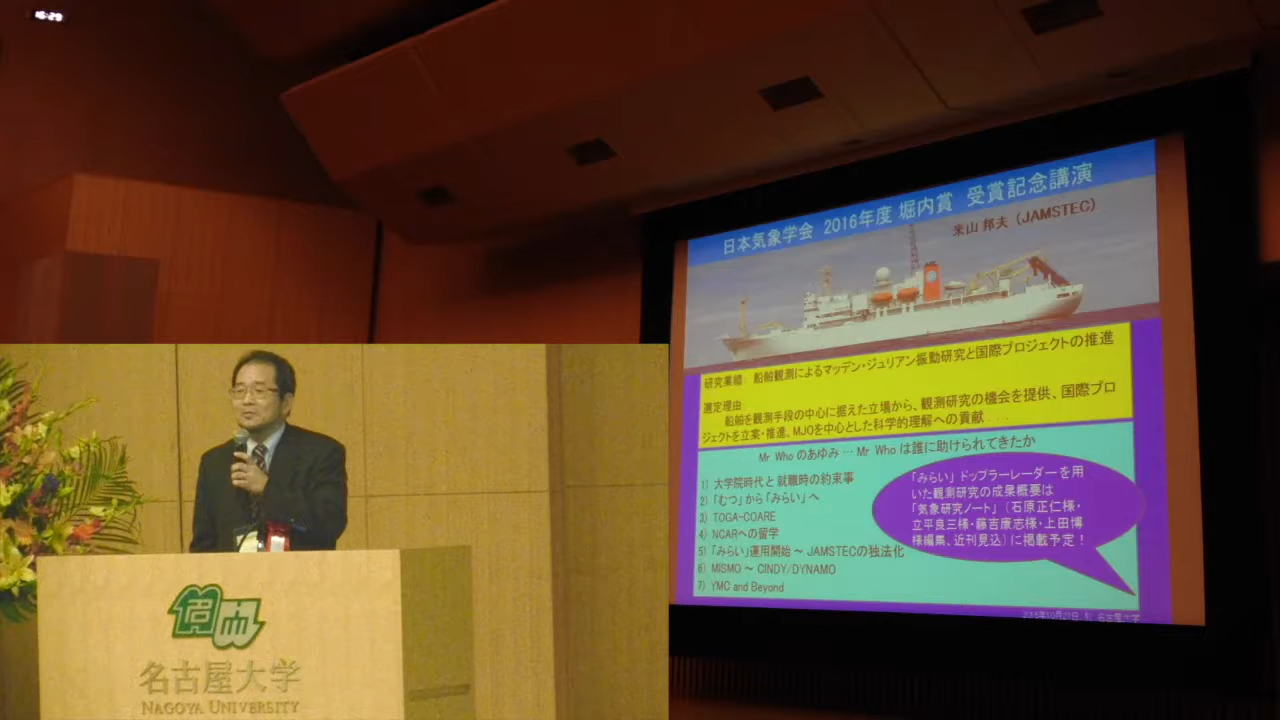 16:29
日本気象学会 2016年度 堀内賞 受賞記念講演
米山 邦夫 (JAMSTEC)
研究業績: 船舶観測によるマッデン・ジュリアン振動研究と国際プロジェクトの推進
選定理由:
船舶を観測手段の中心に据えた立場から、観測研究の機会を提供、国際プロ
ジェクトを立案・推進、MJOを中心とした科学的理解への貢献 . . .
Mr Who のあゆみ … Mr Who は誰に助けられてきたか
1) 大学院時代と就職時の約束事
2) 「むつ」から「みらい」へ
3) TOGA-COARE
4) NCARへの留学
5) 「みらい」運用開始 ~ JAMSTECの独法化
6) MISMO ~ CINDY/DYNAMO
7) YMC and Beyond
「みらい」ドップラーレーダーを用
いた観測研究の成果概要は
「気象研究ノート」(石原正仁様・
立平良三様・藤吉康志様・上田博
様編集、近刊見込)に掲載予定!
名古屋大学
名古屋大学
NAGOYA UNIVERSITY